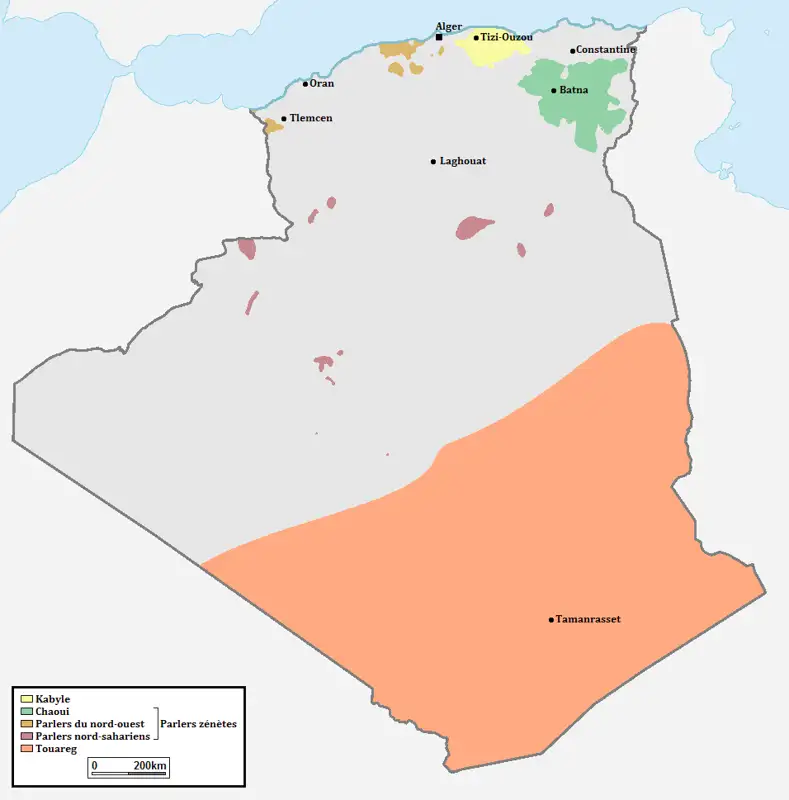 Alger
Tizi-Ouzou
Constantine
Oran
Batna
Tlemcen
Laghouat
Tamanrasset
Kabyle
Chaoui
Parlers du nord-ouest
Parlers zénètes
Parlers nord-sahariens
Touareg
0 200km